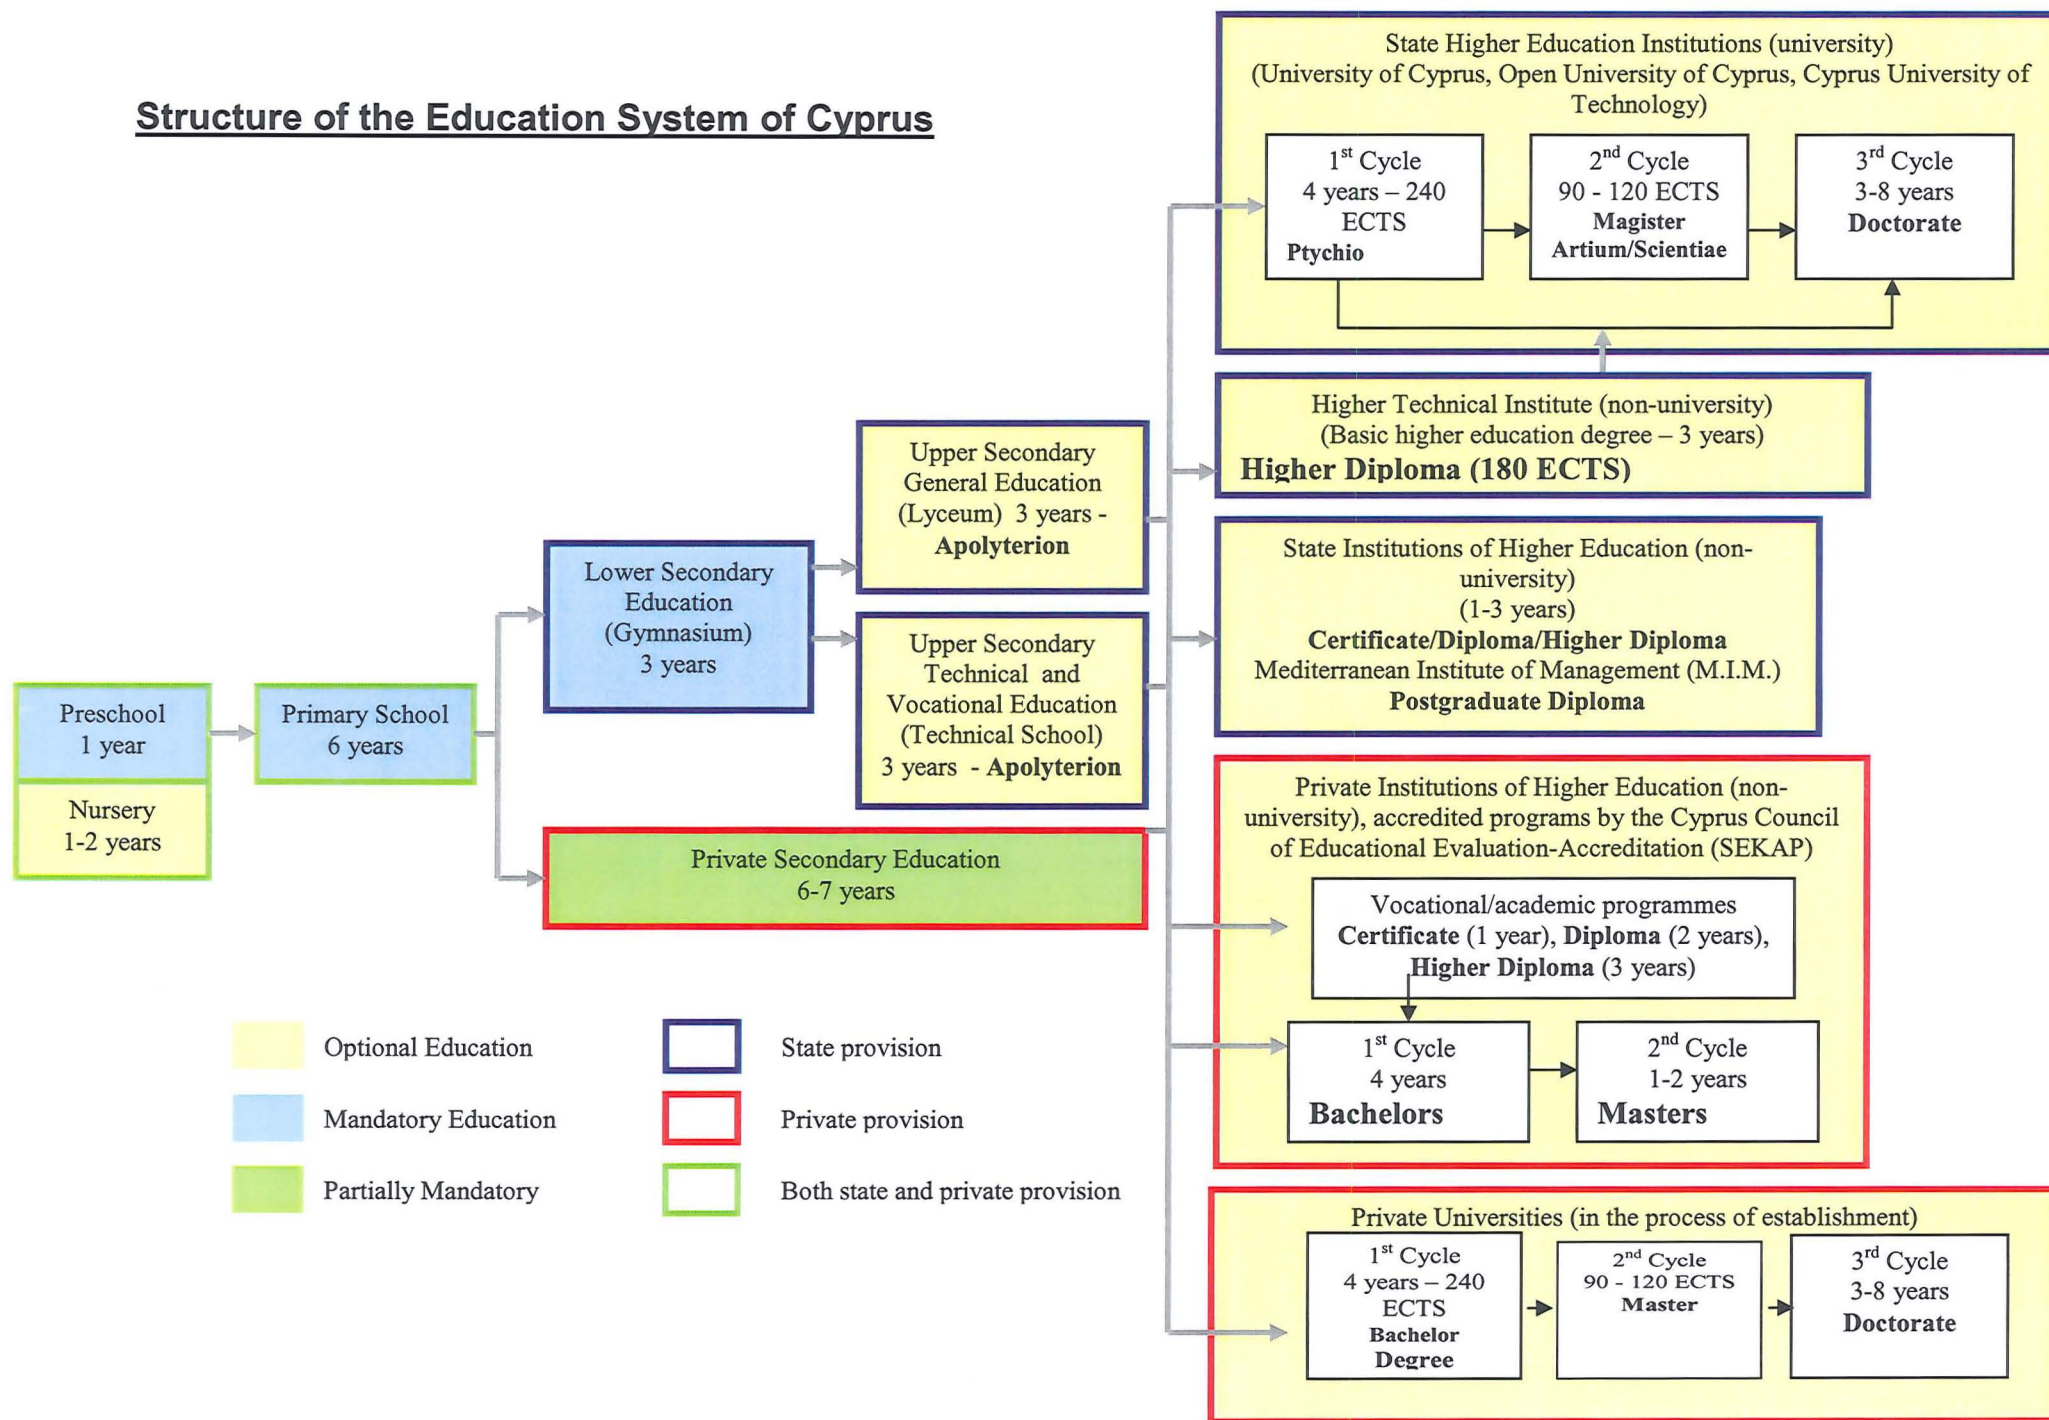 Structure of the Education System of Cyprus
State Higher Education Institutions (university)
(University of Cyprus, Open University of Cyprus, Cyprus University of
Technology)
1st Cycle
4 years – 240
ECTS
Ptychio
2nd Cycle
90 - 120 ECTS
Magister
Artium/Scientiae
3rd Cycle
3-8 years
Doctorate
Higher Technical Institute (non-university)
(Basic higher education degree – 3 years)
Higher Diploma (180 ECTS)
Upper Secondary
General Education
(Lyceum) 3 years -
Apolyterion
Lower Secondary
Education
(Gymnasium)
3 years
State Institutions of Higher Education (non-
university)
(1-3 years)
Certificate/Diploma/Higher Diploma
Mediterranean Institute of Management (M.I.M.)
Postgraduate Diploma
Upper Secondary
Technical and
Vocational Education
(Technical School)
3 years - Apolyterion
Preschool
1 year
Primary School
6 years
Nursery
1-2 years
Private Secondary Education
6-7 years
Private Institutions of Higher Education (non-
university), accredited programs by the Cyprus Council
of Educational Evaluation-Accreditation (SEKAP)
Vocational/academic programmes
Certificate (1 year), Diploma (2 years),
Higher Diploma (3 years)
1st Cycle
4 years
Bachelors
2nd Cycle
1-2 years
Masters
Optional Education
State provision
Mandatory Education
Private provision
Partially Mandatory
Both state and private provision
Private Universities (in the process of establishment)
1st Cycle
4 years – 240
ECTS
Bachelor
Degree
2nd Cycle
90 - 120 ECTS
Master
3rd Cycle
3-8 years
Doctorate